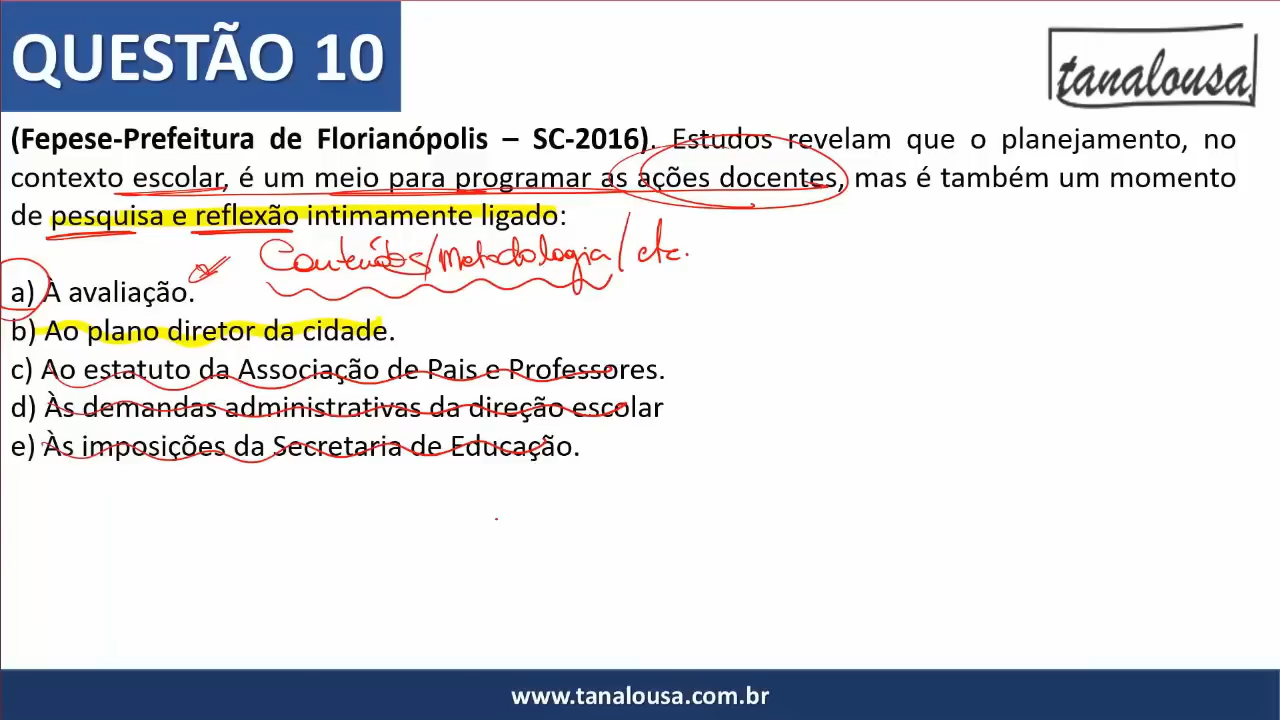 QUESTÃO 10
tanalousa
(Fepese-Prefeitura de Florianópolis – SC-2016). Estudos revelam que o planejamento, no
contexto escolar, é um meio para programar as ações docentes, mas é também um momento
de pesquisa e reflexão intimamente ligado:
Conteúdos/Metodologia/etc.
a) À avaliação.
b) Ao plano diretor da cidade.
c) Ao estatuto da Associação de Pais e Professores.
d) Às demandas administrativas da direção escolar
e) Às imposições da Secretaria de Educação.
www.tanalousa.com.br